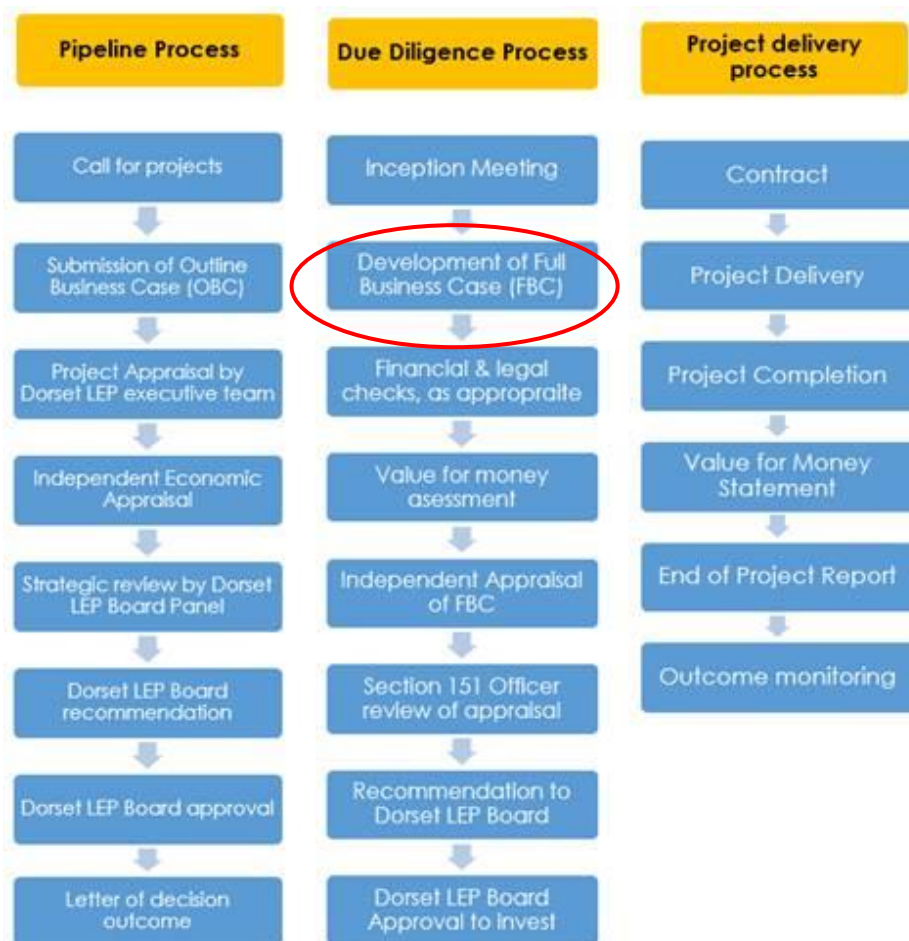 Pipeline Process
Call for projects
Submission of Outline
Business Case (OBC)
Project Appraisal by
Dorset LEP executive team
Independent Economic
Appraisal
Strategic review by Dorset
LEP Board Panel
Dorset LEP Board
recommendation
Dorset LEP Board approval
Letter of decision
outcome
Due Diligence Process
Inception Meeting
Development of Full
Business Case (FBC)
Financial & legal
checks, as appropraite
Value for money
asessment
Independent Appraisal
of FBC
Section 151 Officer
review of appraisal
Recommendation to
Dorset LEP Board
Dorset LEP Board
Approval to Invest
Project delivery
process
Contract
Project Delivery
Project Completion
Value for Money
Statement
End of Project Report
Outcome monitoring